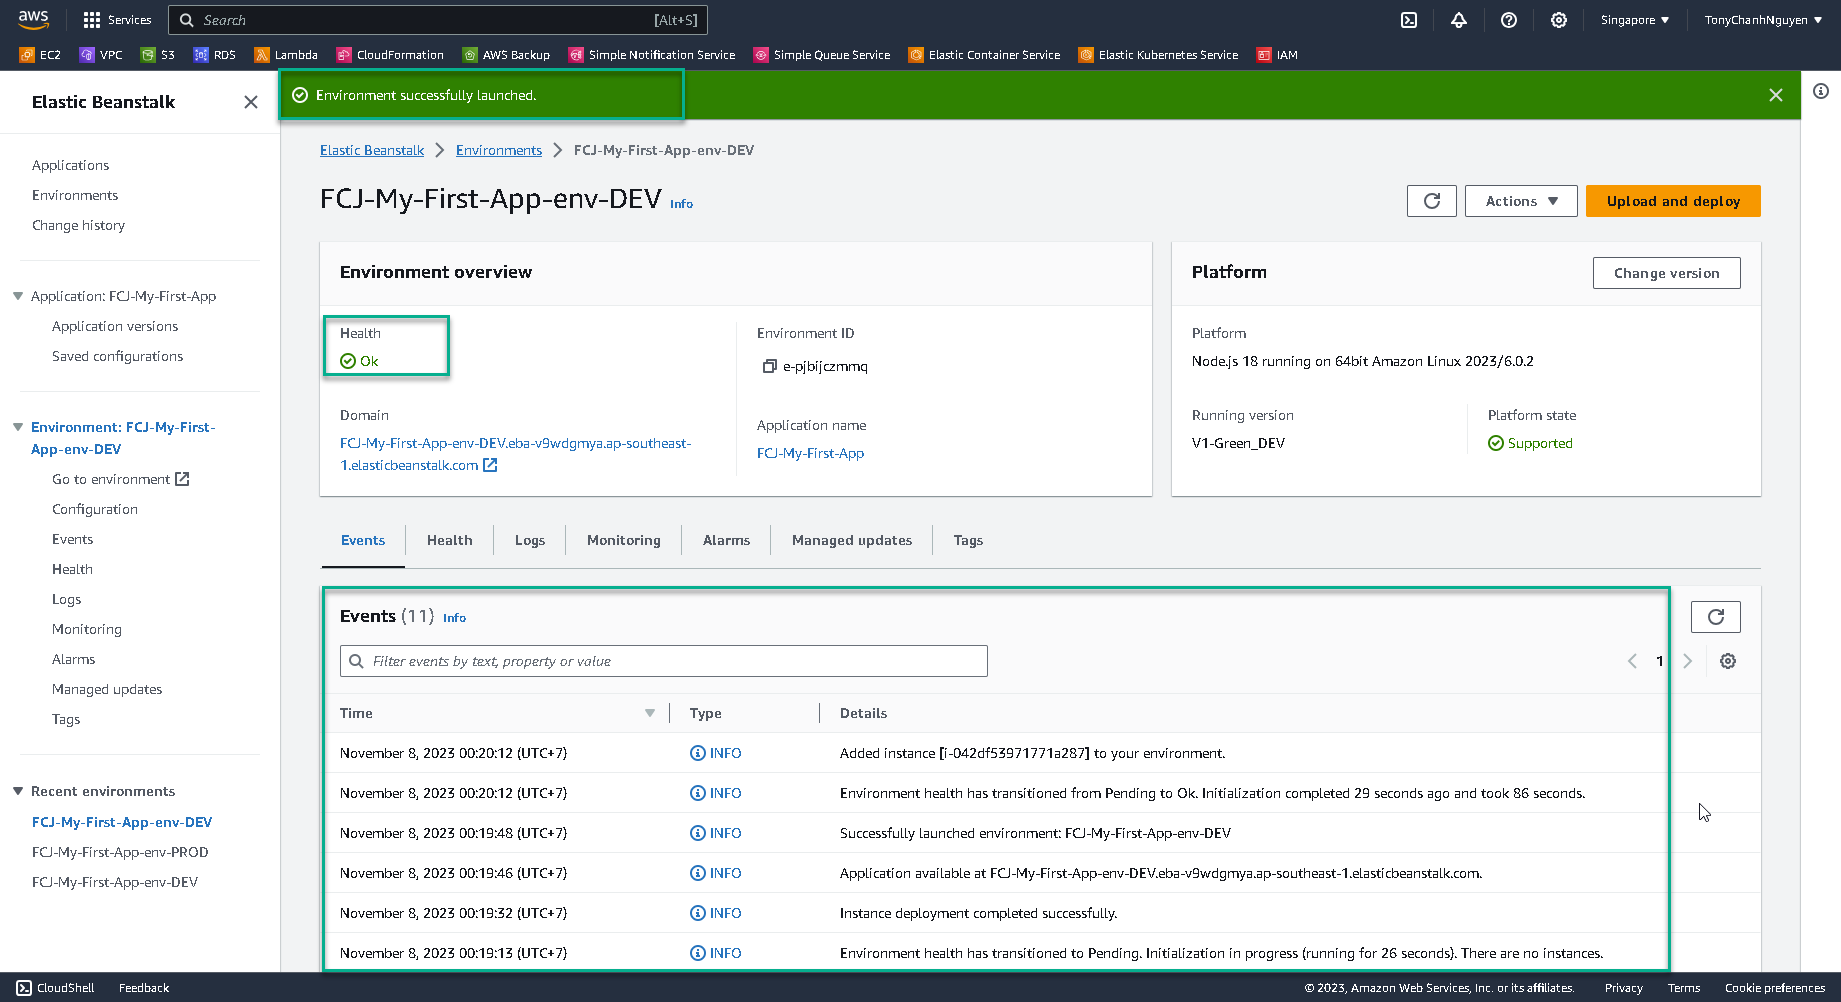 aws
Services
Search
[Alt+S]
Singapore ▼
TonyChanhNguyen ▼
EC2
VPC
S3
RDS
Lambda
CloudFormation
AWS Backup
Simple Notification Service
Simple Queue Service
Elastic Container Service
Elastic Kubernetes Service
IAM
Elastic Beanstalk
Applications
Environments
Change history
Application: FCJ-My-First-App
Application versions
Saved configurations
Environment: FCJ-My-First-
App-env-DEV
Go to environment
Configuration
Events
Health
Logs
Monitoring
Alarms
Managed updates
Tags
Recent environments
FCJ-My-First-App-env-DEV
FCJ-My-First-App-env-PROD
FCJ-My-First-App-env-DEV
Environment successfully launched.
Elastic Beanstalk > Environments > FCJ-My-First-App-env-DEV
FCJ-My-First-App-env-DEV Info
Actions ▼
Upload and deploy
Environment overview
Health
Ok
Domain
FCJ-My-First-App-env-DEV.eba-v9wdgmya.ap-southeast-
1.elasticbeanstalk.com
Environment ID
e-pjbijczmmq
Application name
FCJ-My-First-App
Platform
Change version
Platform
Node.js 18 running on 64bit Amazon Linux 2023/6.0.2
Running version
V1-Green_DEV
Platform state
Supported
Events
Health
Logs
Monitoring
Alarms
Managed updates
Tags
Events (11) Info
Filter events by text, property or value
1
Time Type Details
November 8, 2023 00:20:12 (UTC+7) INFO Added instance [i-042df53971771a287] to your environment.
November 8, 2023 00:20:12 (UTC+7) INFO Environment health has transitioned from Pending to Ok. Initialization completed 29 seconds ago and took 86 seconds.
November 8, 2023 00:19:48 (UTC+7) INFO Successfully launched environment: FCJ-My-First-App-env-DEV
November 8, 2023 00:19:46 (UTC+7) INFO Application available at FCJ-My-First-App-env-DEV.eba-v9wdgmya.ap-southeast-1.elasticbeanstalk.com.
November 8, 2023 00:19:32 (UTC+7) INFO Instance deployment completed successfully.
November 8, 2023 00:19:13 (UTC+7) INFO Environment health has transitioned to Pending. Initialization in progress (running for 26 seconds). There are no instances.
CloudShell
Feedback
© 2023, Amazon Web Services, Inc. or its affiliates.
Privacy
Terms
Cookie preferences